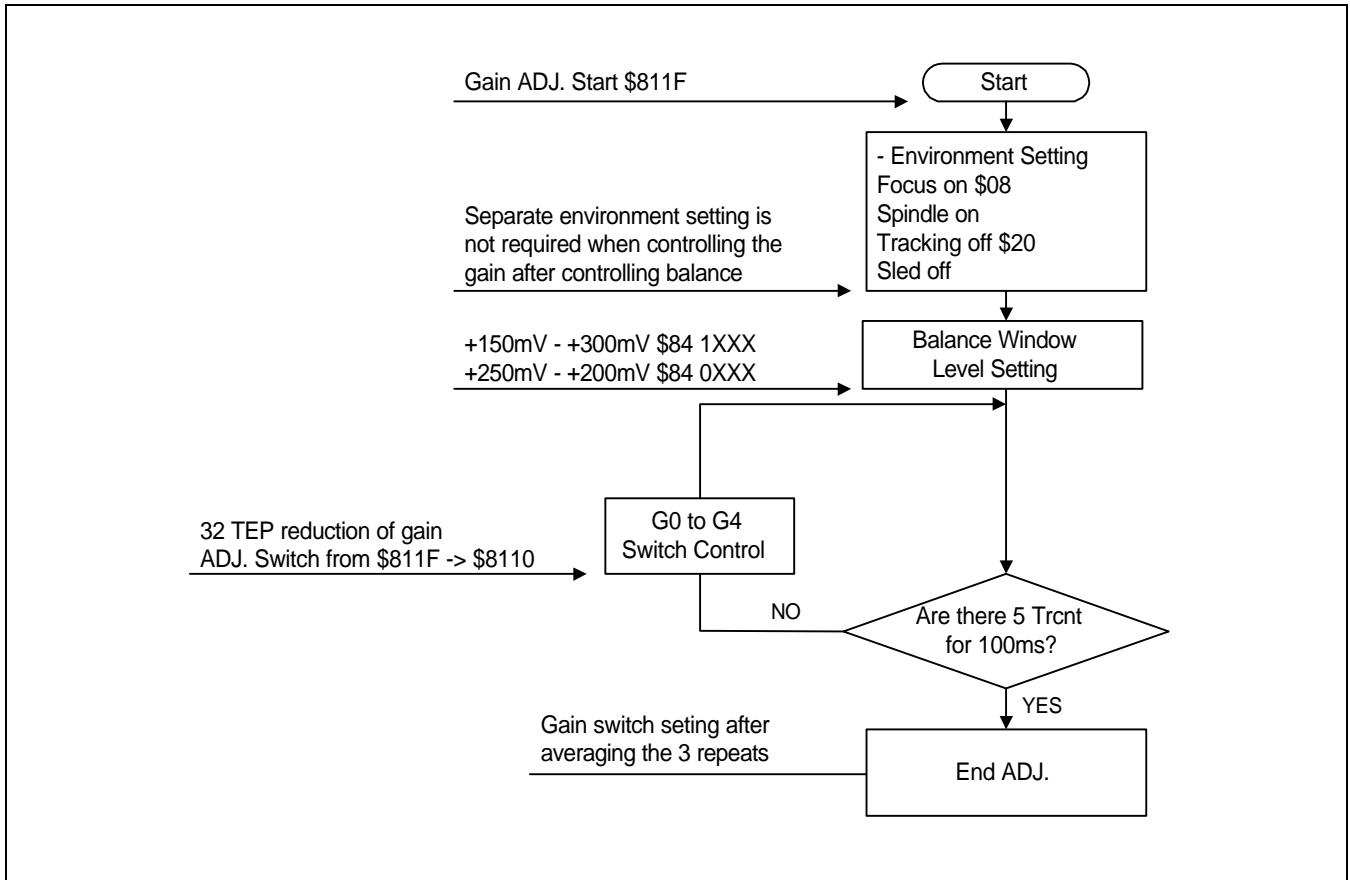 Gain ADJ. Start $811F
Start
- Environment Setting
Focus on $08
Spindle on
Tracking off $20
Sled off
Separate environment setting is
not required when controlling the
gain after controlling balance
+150mV - +300mV $84 1XXX
+250mV - +200mV $84 0XXX
Balance Window
Level Setting
32 TEP reduction of gain
ADJ. Switch from $811F -> $8110
G0 to G4
Switch Control
NO
Are there 5 Trcnt
for 100ms?
YES
Gain switch seting after
averaging the 3 repeats
End ADJ.